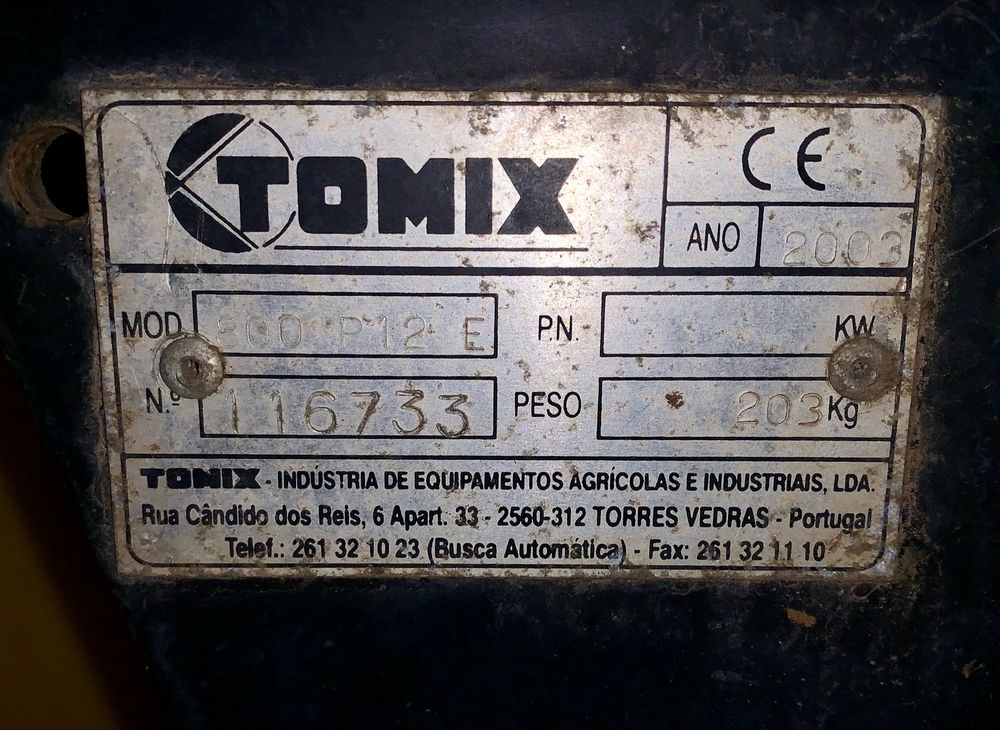 TOMIX
CE
ANO 2003
MOD. 800 P12 E P.N. KW
N.º 116733 PESO 203 Kg
TOMIX - INDÚSTRIA DE EQUIPAMENTOS AGRÍCOLAS E INDUSTRIAIS, LDA.
Rua Cândido dos Reis, 6 Apart. 33 - 2560-312 TORRES VEDRAS - Portugal
Telef.: 261 32 10 23 (Busca Automática) - Fax: 261 32 11 10